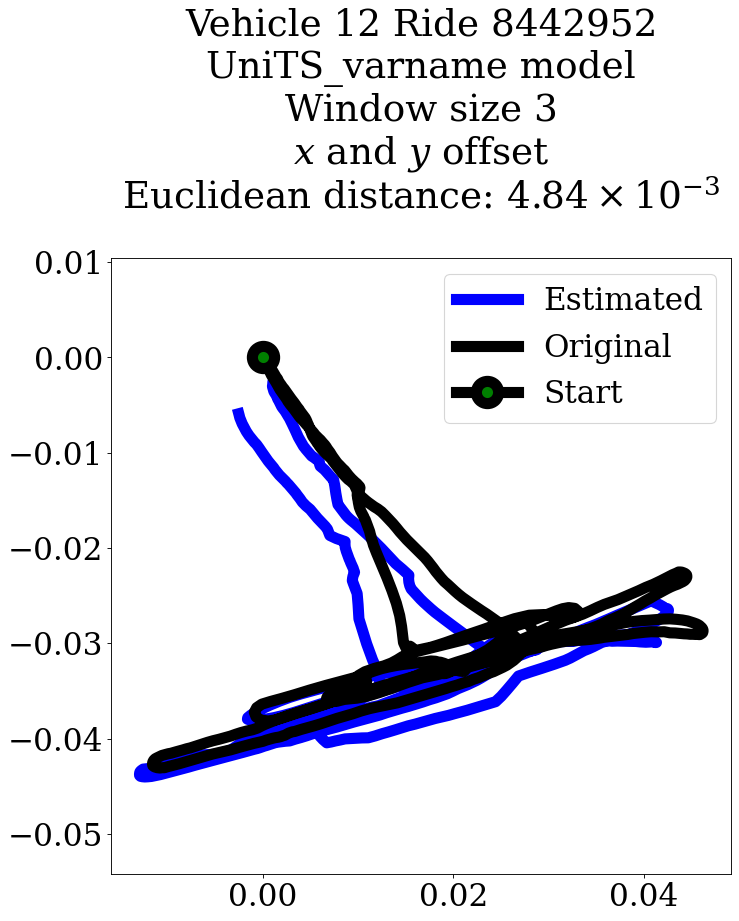 Vehicle 12 Ride 8442952
UniTS_varname model
Window size 3
x and y offset
Euclidean distance: 4.84 × 10⁻³
0.01
0.00
−0.01
−0.02
−0.03
−0.04
−0.05
Estimated
Original
Start
0.00 0.02 0.04